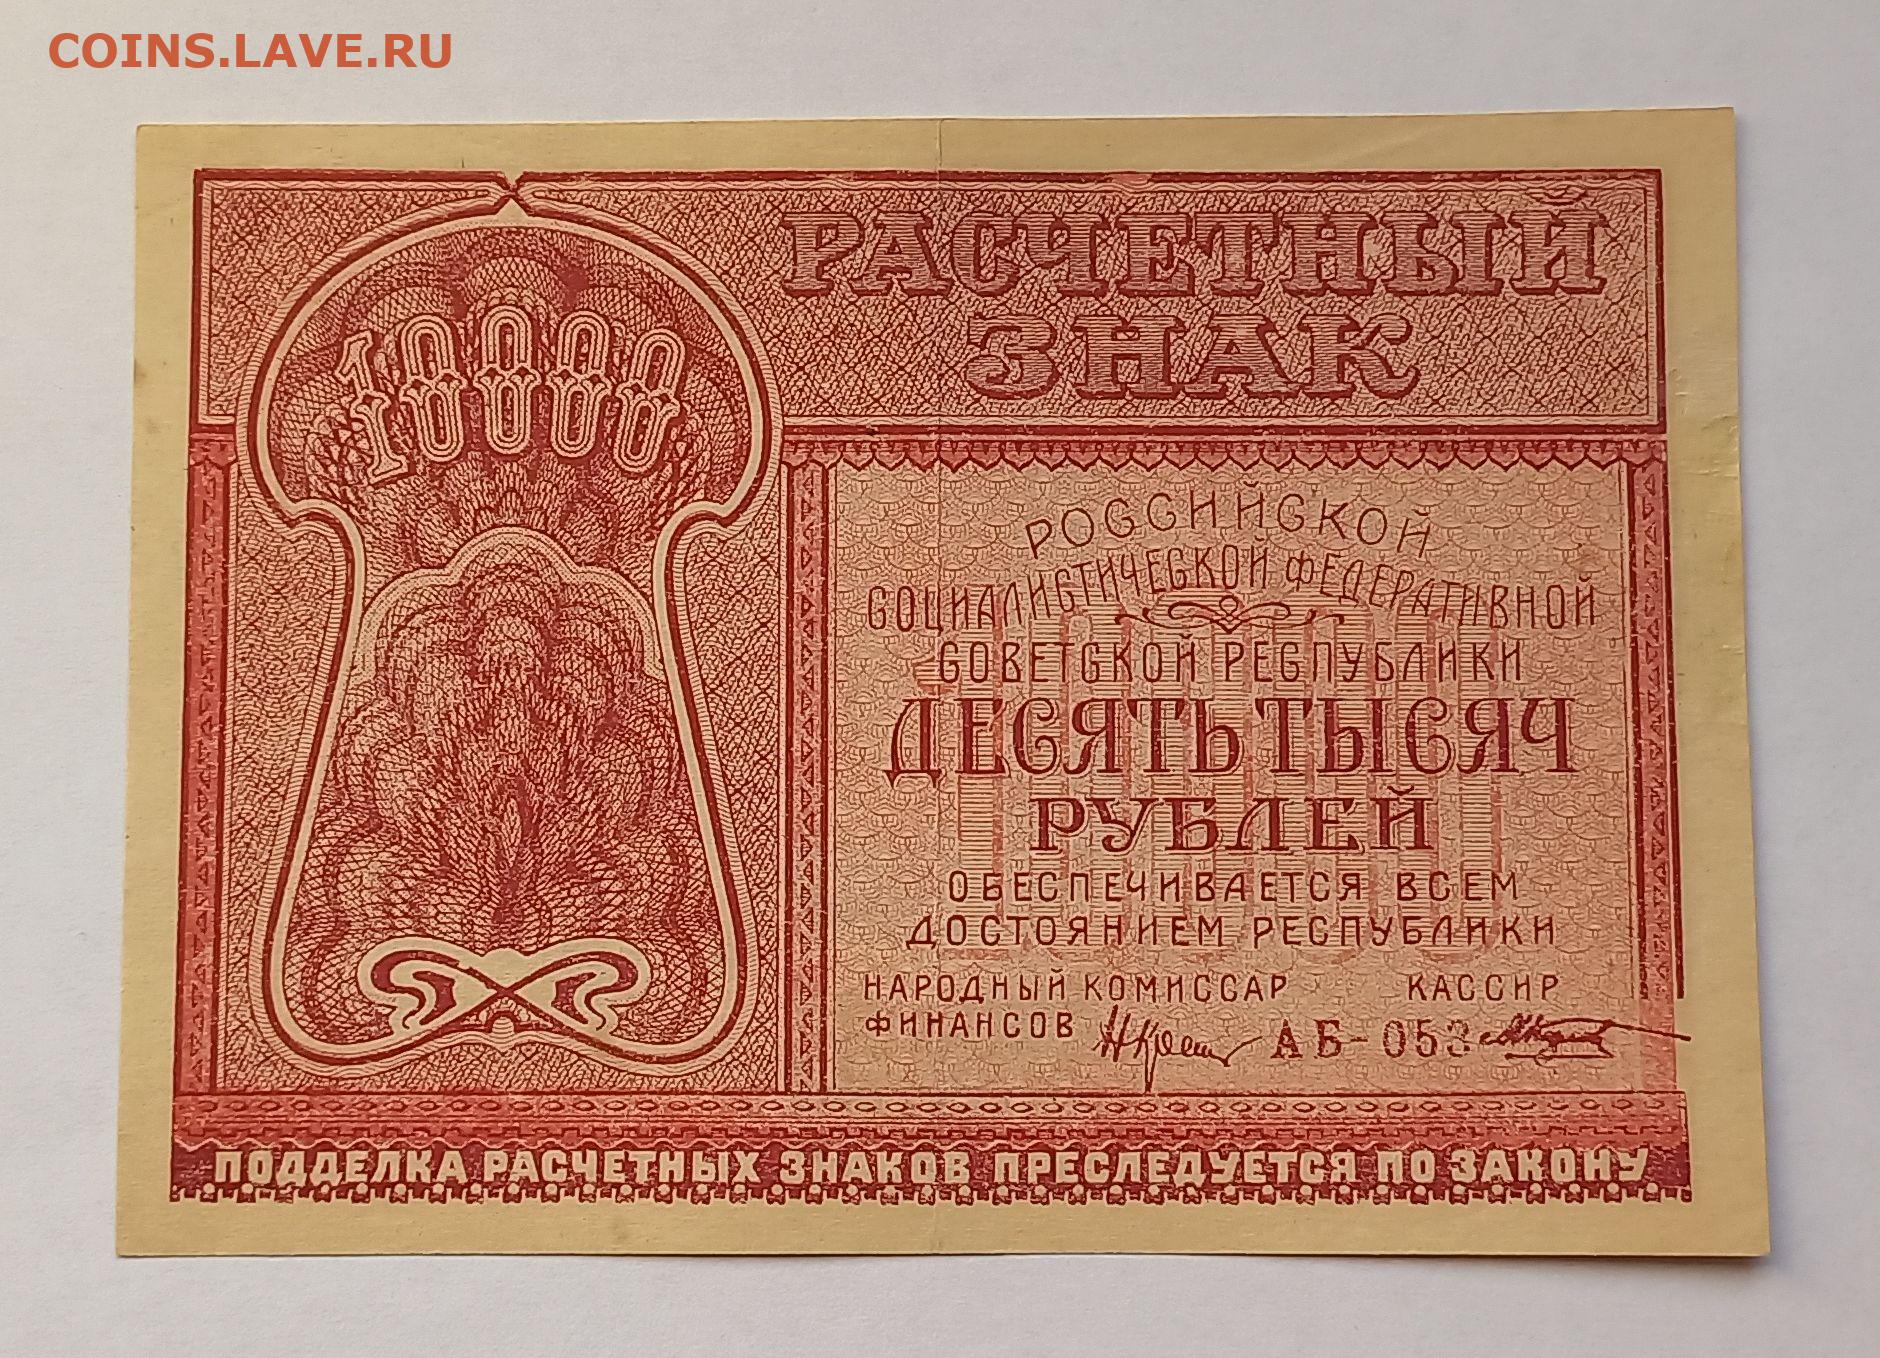 COINS.LAVE.RU
РАСЧЕТНЫЙ
ЗНАК
10000
РОССИЙСКОЙ
СОЦИАЛИСТИЧЕСКОЙ ФЕДЕРАТИВНОЙ
СОВЕТСКОЙ РЕСПУБЛИКИ
ДЕСЯТЬ ТЫСЯЧ
РУБЛЕЙ
ОБЕСПЕЧИВАЕТСЯ ВСЕМ
ДОСТОЯНИЕМ РЕСПУБЛИКИ
НАРОДНЫЙ КОМИССАР КАССИР
ФИНАНСОВ АБ-053
ПОДДЕЛКА РАСЧЕТНЫХ ЗНАКОВ ПРЕСЛЕДУЕТСЯ ПО ЗАКОНУ